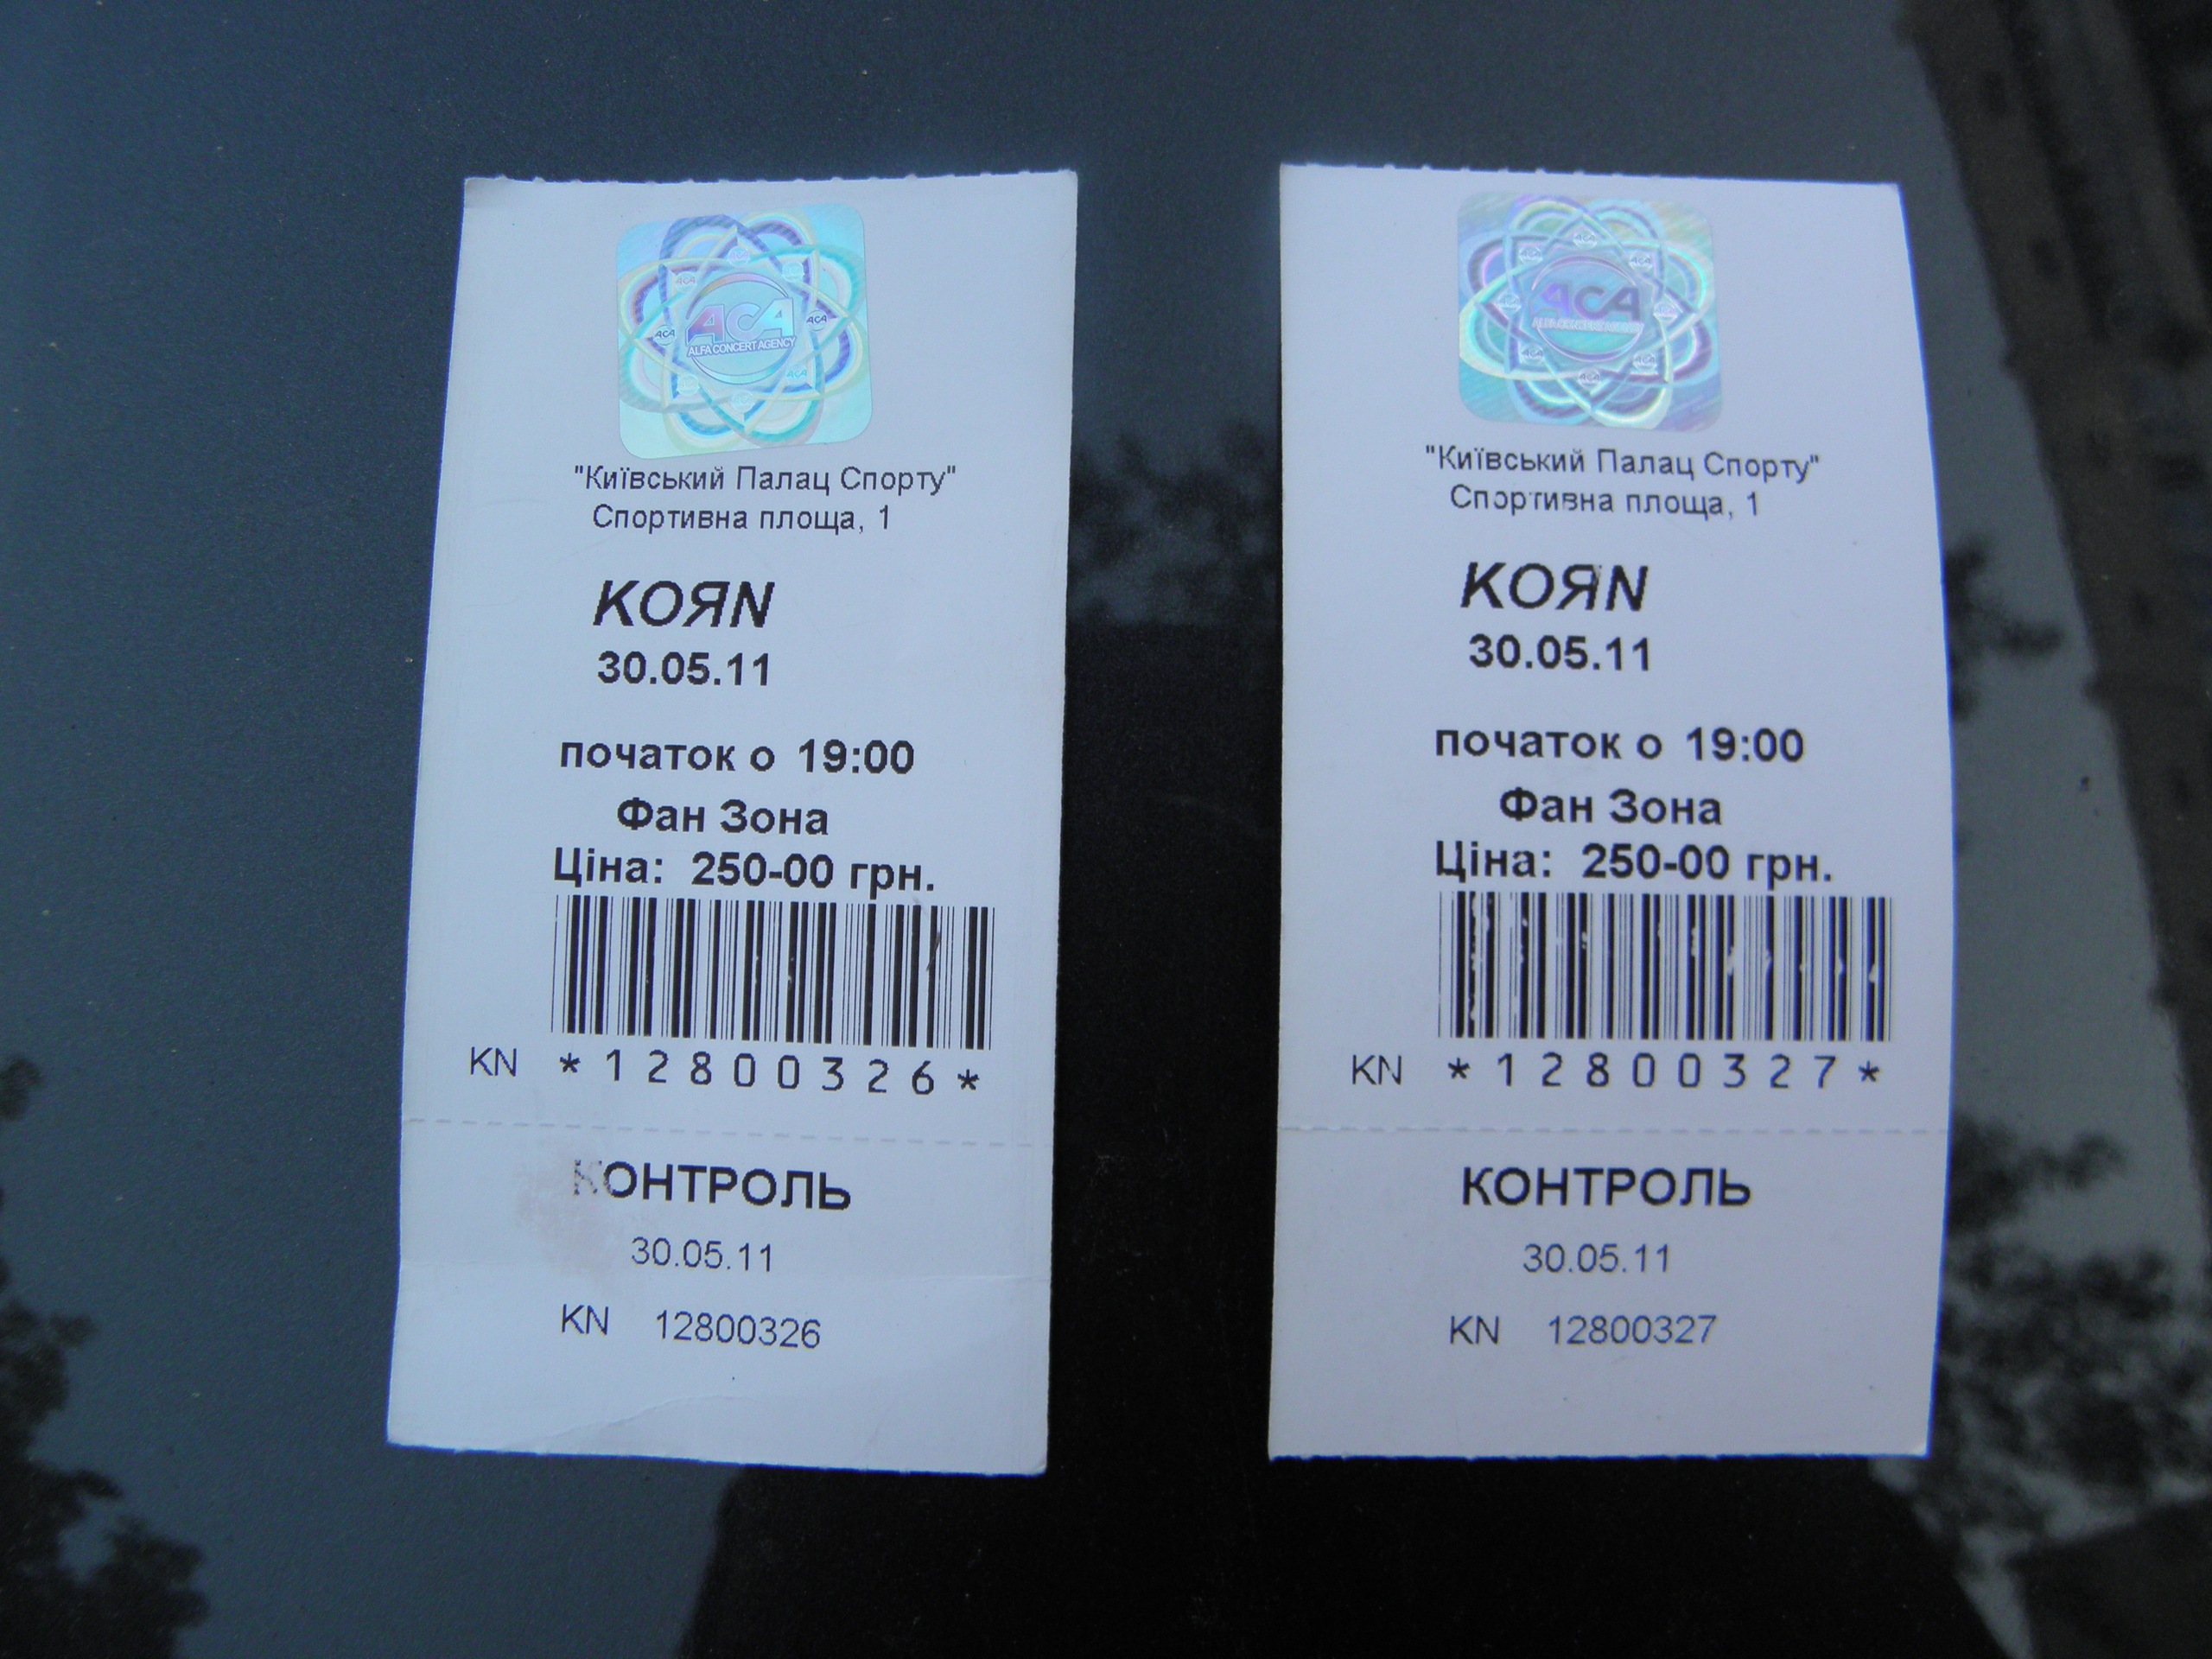 ACA
ALFA CONCERT AGENCY
"Київський Палац Спорту"
Спортивна площа, 1
KOЯN
30.05.11
початок о 19:00
Фан Зона
Ціна: 250-00 грн.
KN *12800326*
КОНТРОЛЬ
30.05.11
KN 12800326
ACA
ALFA CONCERT AGENCY
"Київський Палац Спорту"
Спортивна площа, 1
KOЯN
30.05.11
початок о 19:00
Фан Зона
Ціна: 250-00 грн.
KN *12800327*
КОНТРОЛЬ
30.05.11
KN 12800327